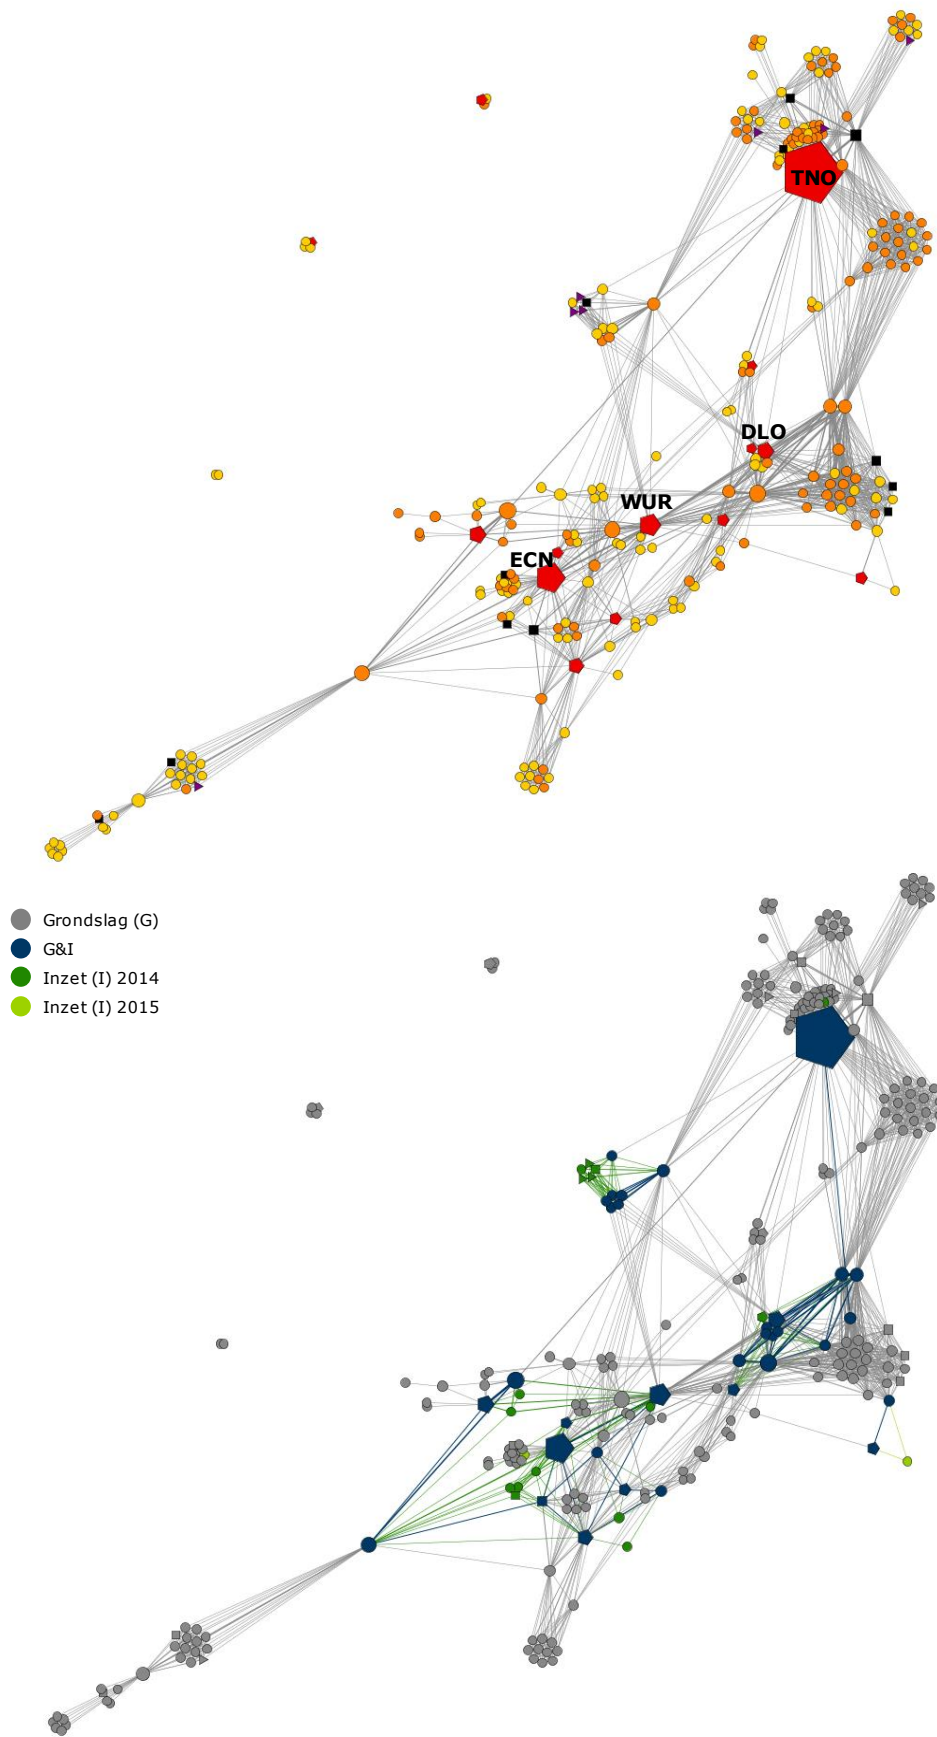 TNO
DLO
WUR
ECN
Grondslag (G)
G&I
Inzet (I) 2014
Inzet (I) 2015